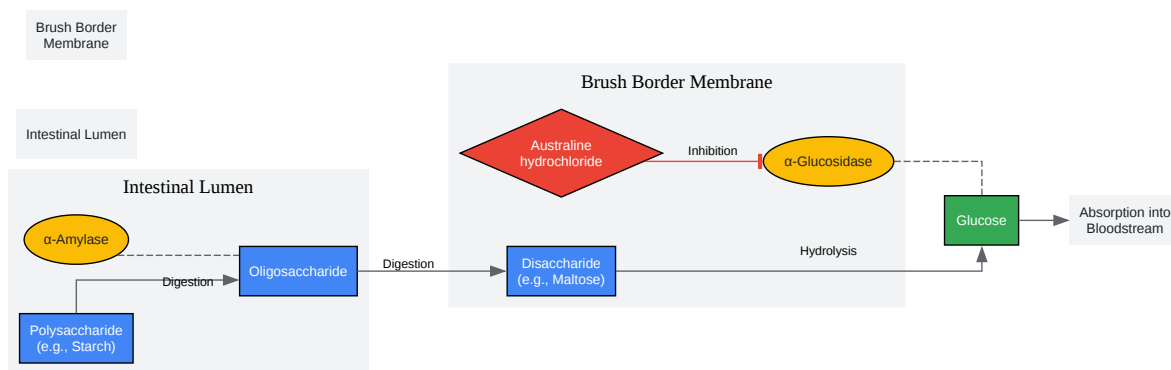 Brush Border
Membrane
Intestinal Lumen
Intestinal Lumen
α-Amylase
Digestion
Polysaccharide
(e.g., Starch)
Oligosaccharide
Digestion
Brush Border Membrane
Australine
hydrochloride
Inhibition
α-Glucosidase
Disaccharide
(e.g., Maltose)
Hydrolysis
Glucose
Absorption into
Bloodstream